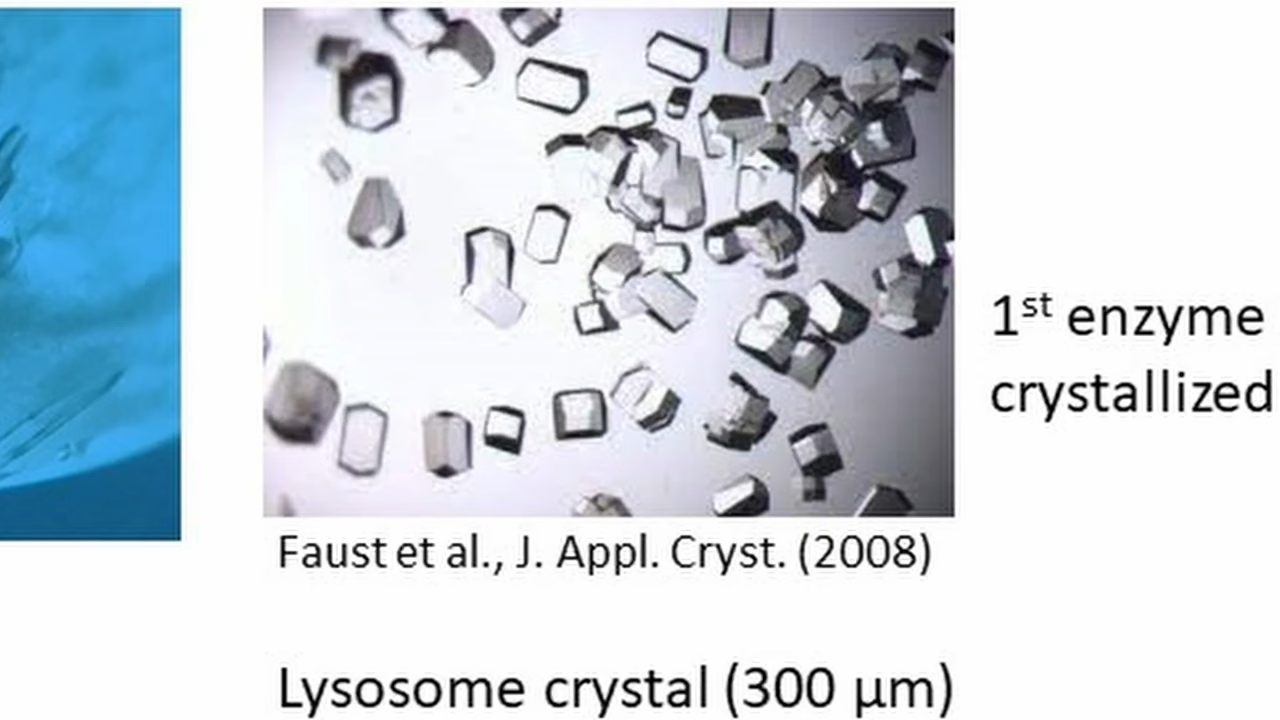 1st enzyme
crystallized
Faust et al., J. Appl. Cryst. (2008)
Lysosome crystal (300 µm)